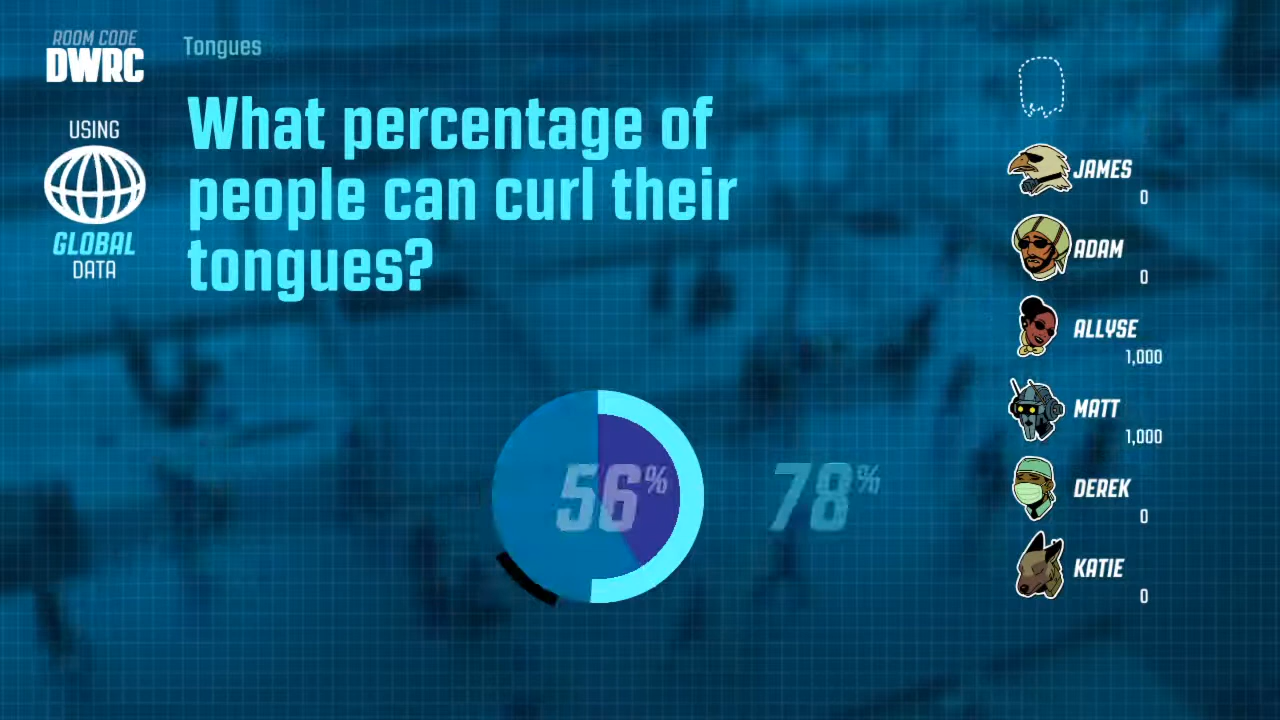 ROOM CODE
DWRC
USING
GLOBAL
DATA
Tongues
What percentage of
people can curl their
tongues?
56%
78%
JAMES
0
ADAM
0
ALLYSE
1,000
MATT
1,000
DEREK
0
KATIE
0